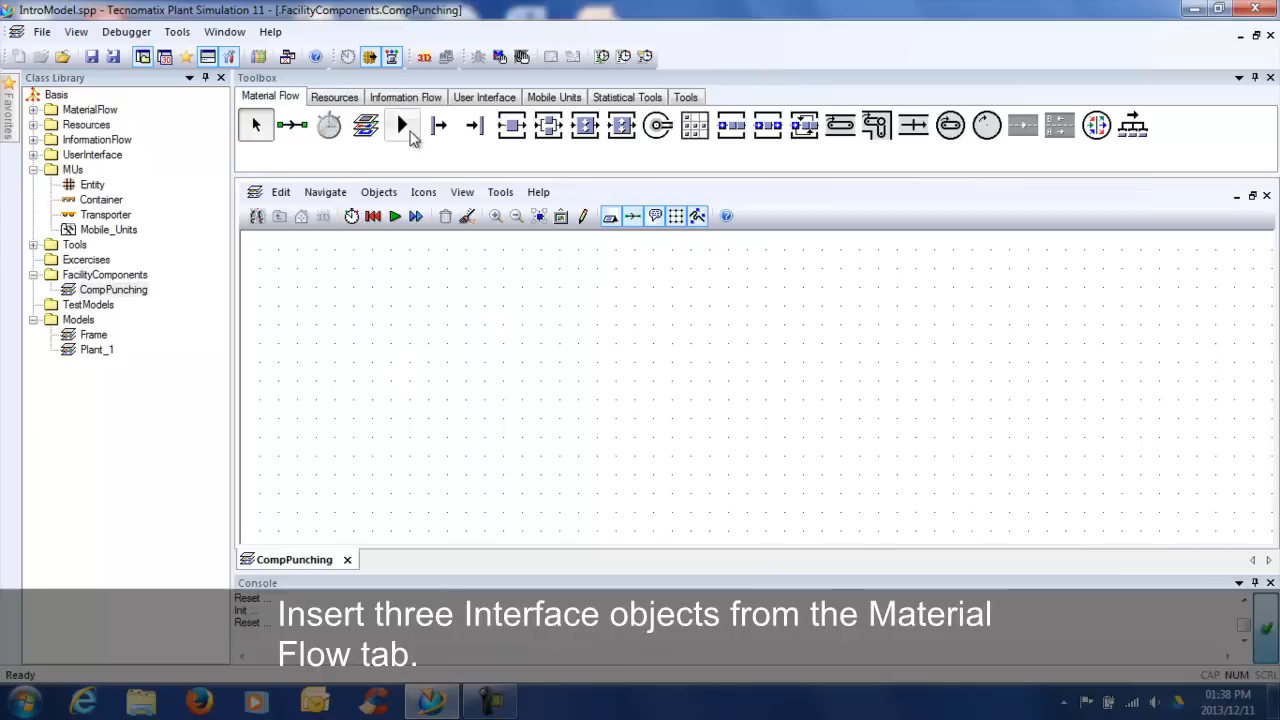 IntroModel.spp - Tecnomatix Plant Simulation 11 - [.FacilityComponents.CompPunching]
File View Debugger Tools Window Help
Class Library
Toolbox
Favorites
Basis
MaterialFlow
Resources
InformationFlow
UserInterface
MUs
Entity
Container
Transporter
Mobile_Units
Tools
Excercises
FacilityComponents
CompPunching
TestModels
Models
Frame
Plant_1
Material Flow Resources Information Flow User Interface Mobile Units Statistical Tools Tools
Edit Navigate Objects Icons View Tools Help
CompPunching
Console
Reset ...
Init ...
Reset ...
Insert three Interface objects from the Material
Flow tab.
Ready
CAP NUM SCRL
01:38 PM
2013/12/11